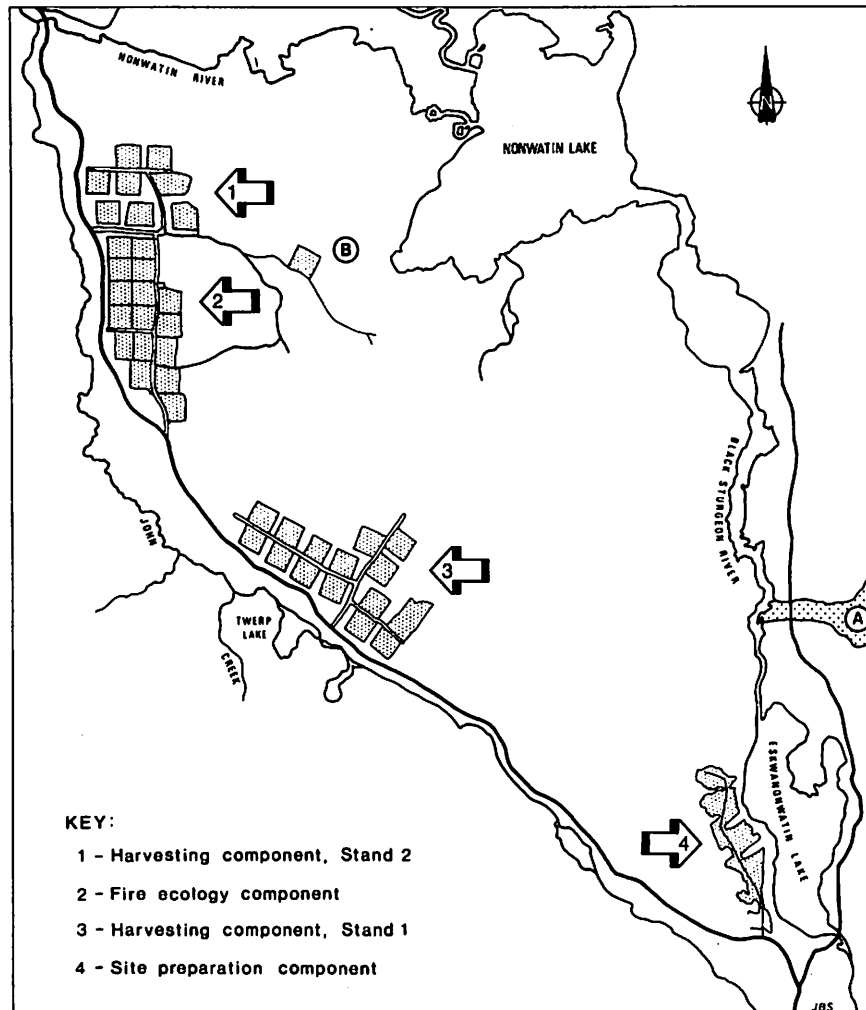 NONWATIN RIVER
N
NONWATIN LAKE
1
B
2
BLACK STURGEON RIVER
JOHN
3
TWERP
LAKE
A
CREEK
ESKWANONWATIN LAKE
4
KEY:
1 - Harvesting component, Stand 2
2 - Fire ecology component
3 - Harvesting component, Stand 1
4 - Site preparation component
JBS